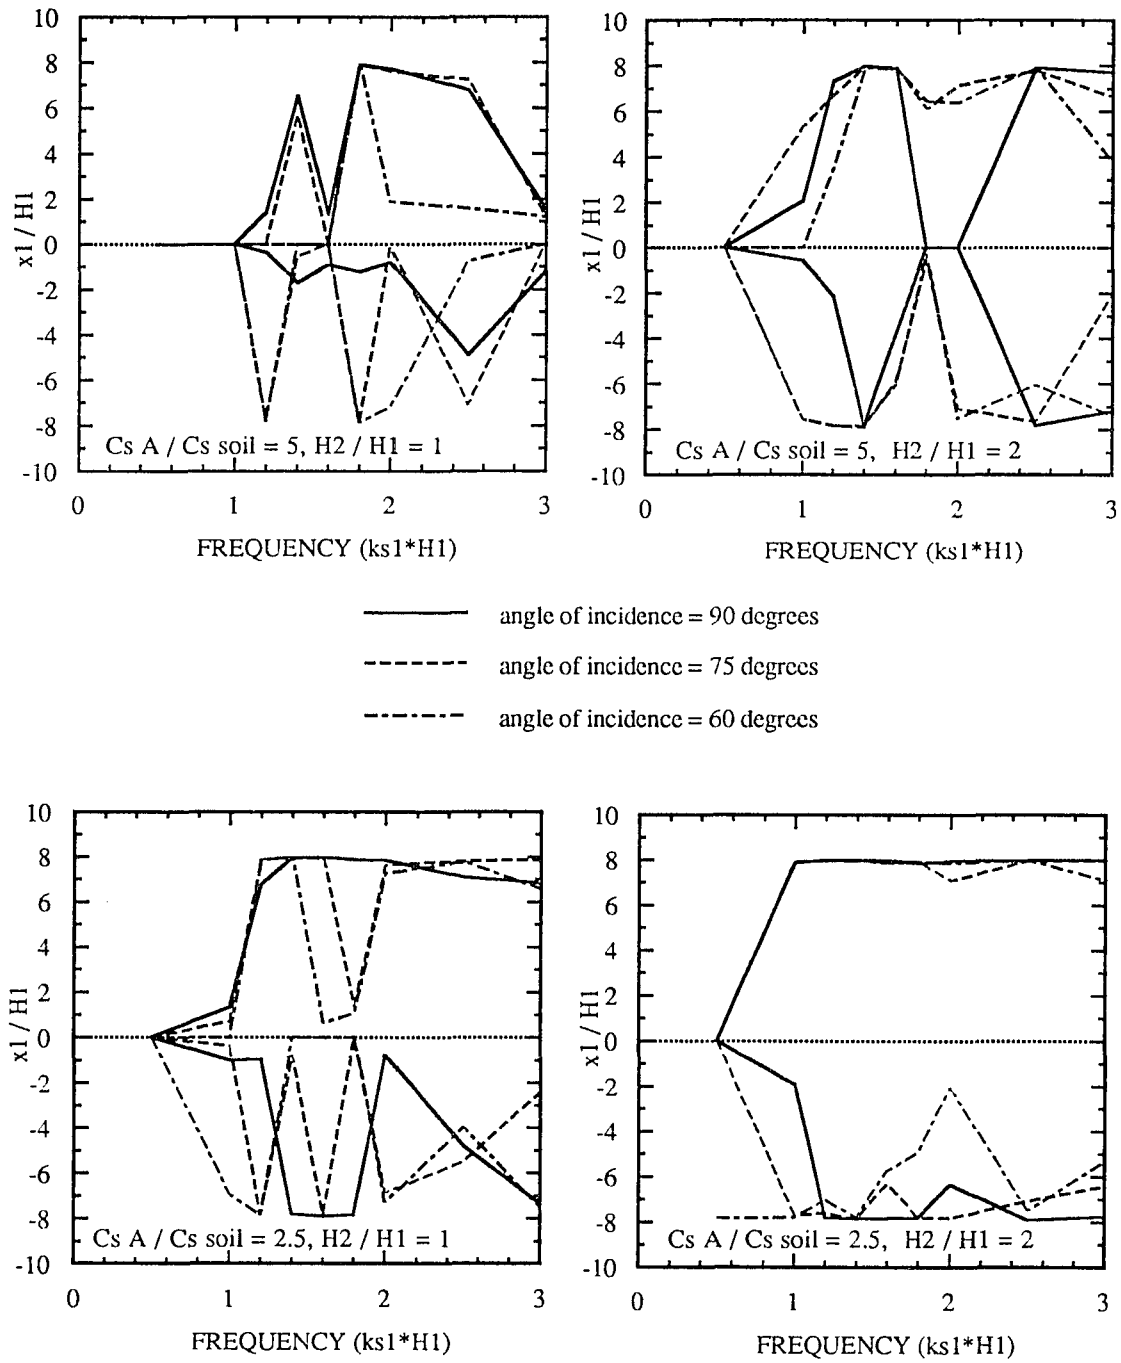 10
8
6
4
2
0
-2
-4
-6
-8
-10
x1 / H1
Cs A / Cs soil = 5, H2 / H1 = 1
0 1 2 3
FREQUENCY (ks1*H1)
10
8
6
4
2
0
-2
-4
-6
-8
-10
x1 / H1
Cs A / Cs soil = 5, H2 / H1 = 2
0 1 2 3
FREQUENCY (ks1*H1)
angle of incidence = 90 degrees
angle of incidence = 75 degrees
angle of incidence = 60 degrees
10
8
6
4
2
0
-2
-4
-6
-8
-10
x1 / H1
Cs A / Cs soil = 2.5, H2 / H1 = 1
0 1 2 3
FREQUENCY (ks1*H1)
10
8
6
4
2
0
-2
-4
-6
-8
-10
x1 / H1
Cs A / Cs soil = 2.5, H2 / H1 = 2
0 1 2 3
FREQUENCY (ks1*H1)